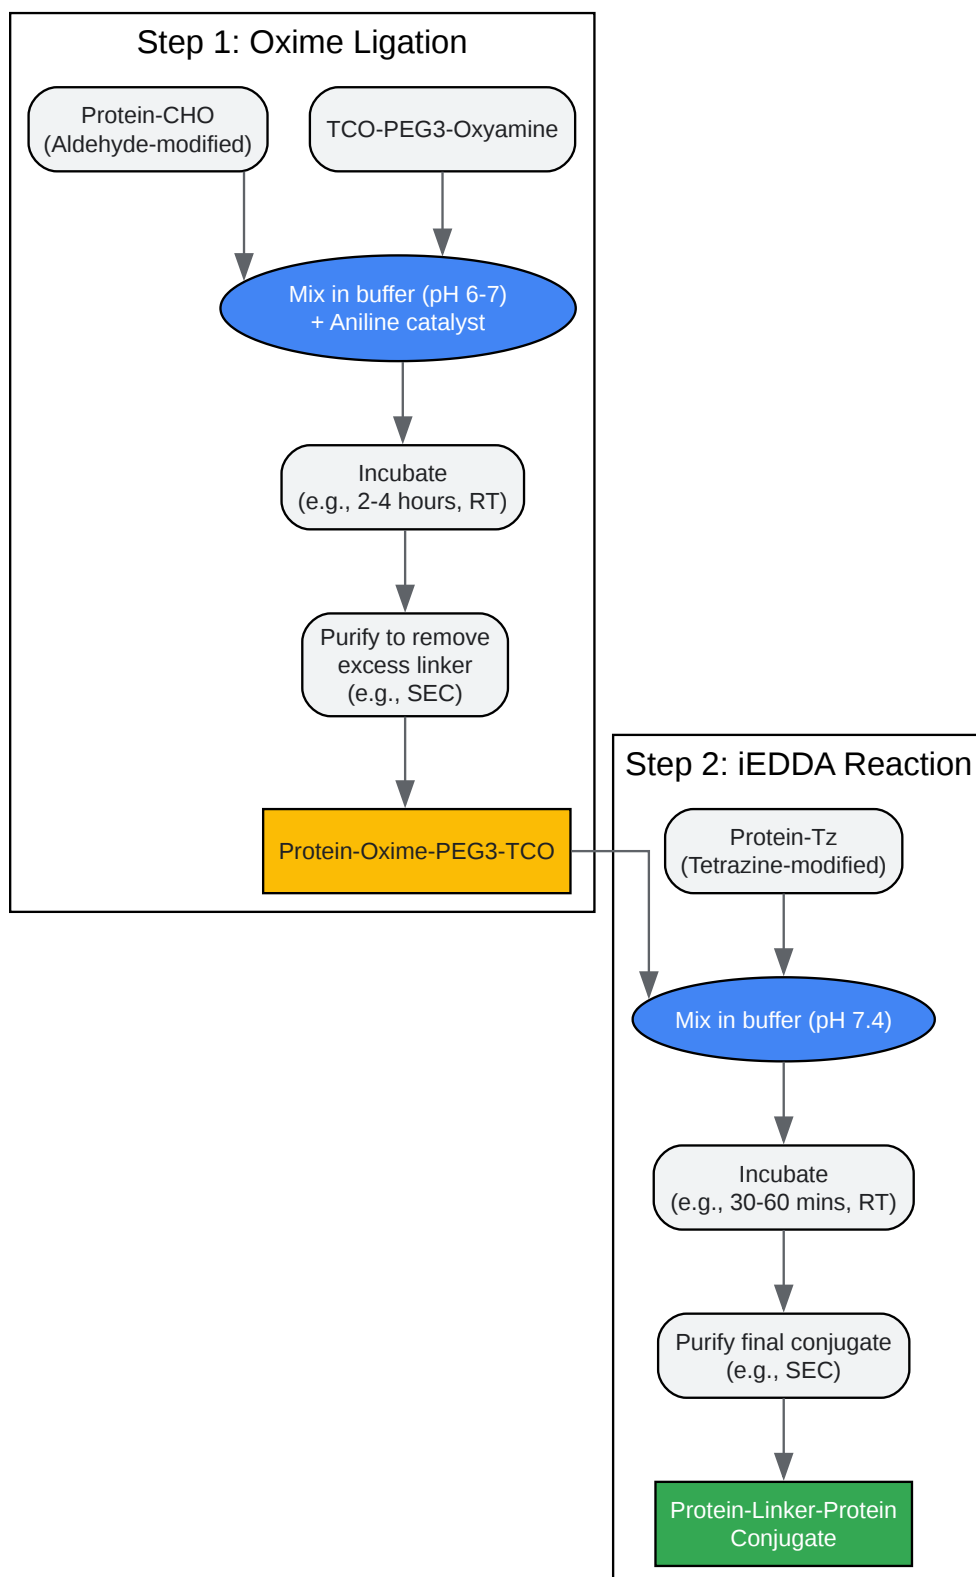 Step 1: Oxime Ligation
Protein-CHO
(Aldehyde-modified)
TCO-PEG3-Oxyamine
Mix in buffer (pH 6-7)
+ Aniline catalyst
Incubate
(e.g., 2-4 hours, RT)
Purify to remove
excess linker
(e.g., SEC)
Protein-Oxime-PEG3-TCO
Step 2: iEDDA Reaction
Protein-Tz
(Tetrazine-modified)
Mix in buffer (pH 7.4)
Incubate
(e.g., 30-60 mins, RT)
Purify final conjugate
(e.g., SEC)
Protein-Linker-Protein
Conjugate